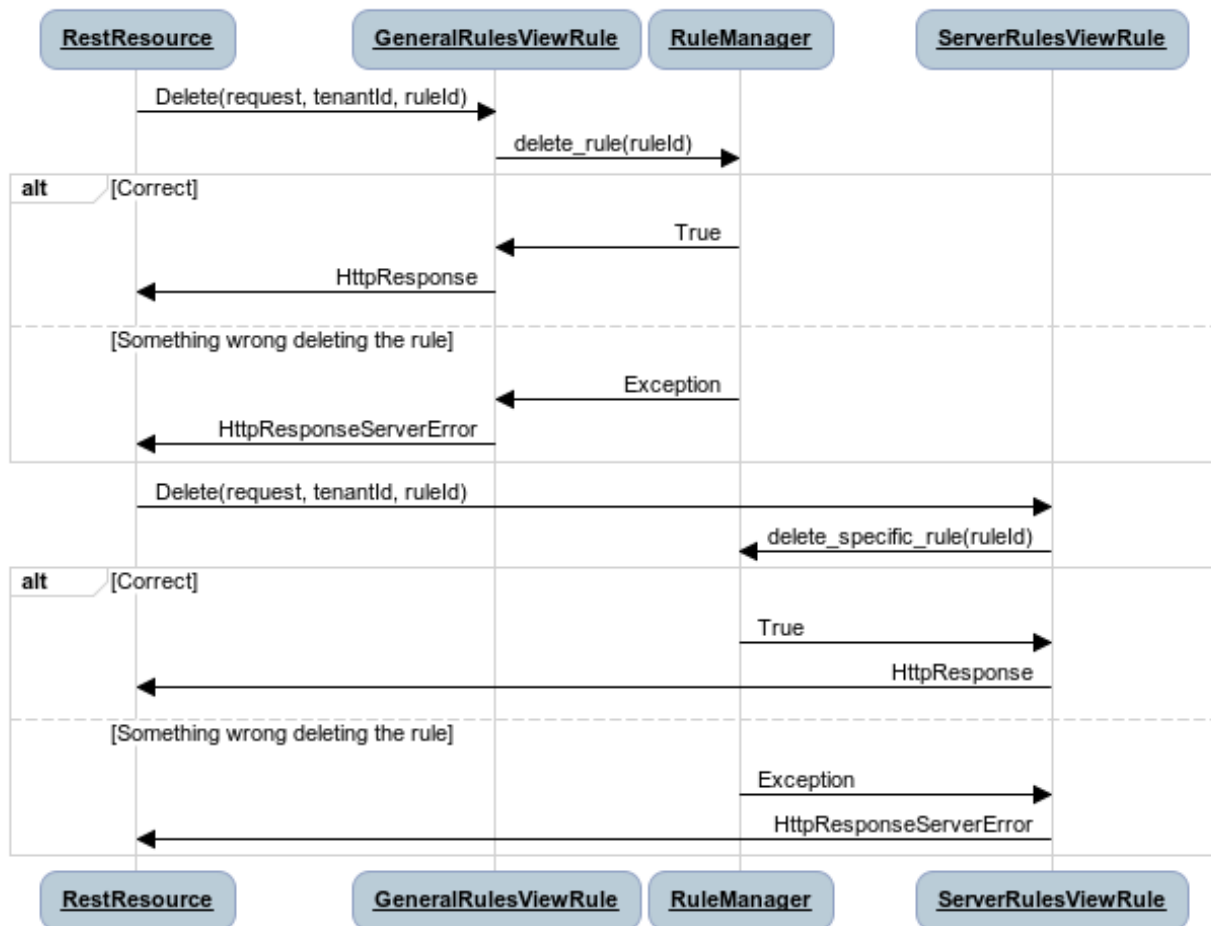 RestResource
GeneralRulesViewRule
RuleManager
ServerRulesViewRule
Delete(request, tenantId, ruleId)
delete_rule(ruleId)
alt
[Correct]
True
HttpResponse
[Something wrong deleting the rule]
Exception
HttpResponseServerError
Delete(request, tenantId, ruleId)
delete_specific_rule(ruleId)
alt
[Correct]
True
HttpResponse
[Something wrong deleting the rule]
Exception
HttpResponseServerError
RestResource
GeneralRulesViewRule
RuleManager
ServerRulesViewRule